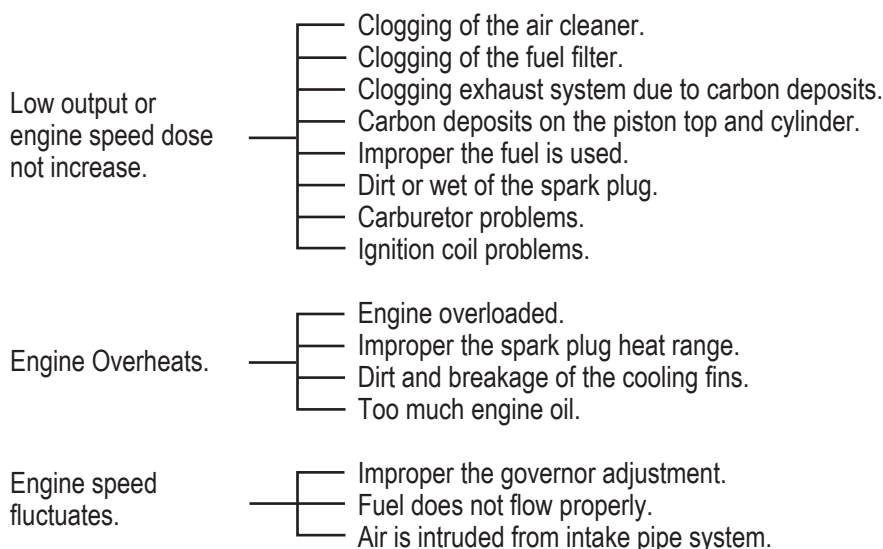 Low output or
engine speed dose
not increase.
Clogging of the air cleaner.
Clogging of the fuel filter.
Clogging exhaust system due to carbon deposits.
Carbon deposits on the piston top and cylinder.
Improper the fuel is used.
Dirt or wet of the spark plug.
Carburetor problems.
Ignition coil problems.
Engine Overheats.
Engine overloaded.
Improper the spark plug heat range.
Dirt and breakage of the cooling fins.
Too much engine oil.
Engine speed
fluctuates.
Improper the governor adjustment.
Fuel does not flow properly.
Air is intruded from intake pipe system.